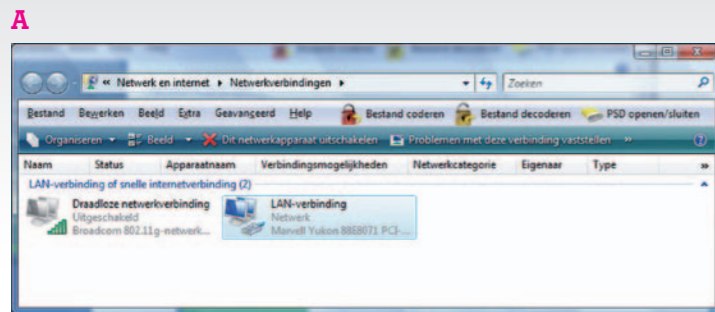 A
« Netwerk en internet Netwerkverbindingen Zoeken
Bestand Bewerken Beeld Extra Geavanceerd Help Bestand coderen Bestand decoderen PSD openen/sluiten
Organiseren Beeld Dit netwerkapparaat uitschakelen Problemen met deze verbinding vaststellen »
Naam Status Apparaatnaam Verbindingsmogelijkheden Netwerkcategorie Eigenaar Type »
LAN-verbinding of snelle internetverbinding (2)
Draadloze netwerkverbinding LAN-verbinding
Uitgeschakeld Netwerk
Broadcom 802.11g-netwerk... Marvell Yukon 88E8071 PCI-...